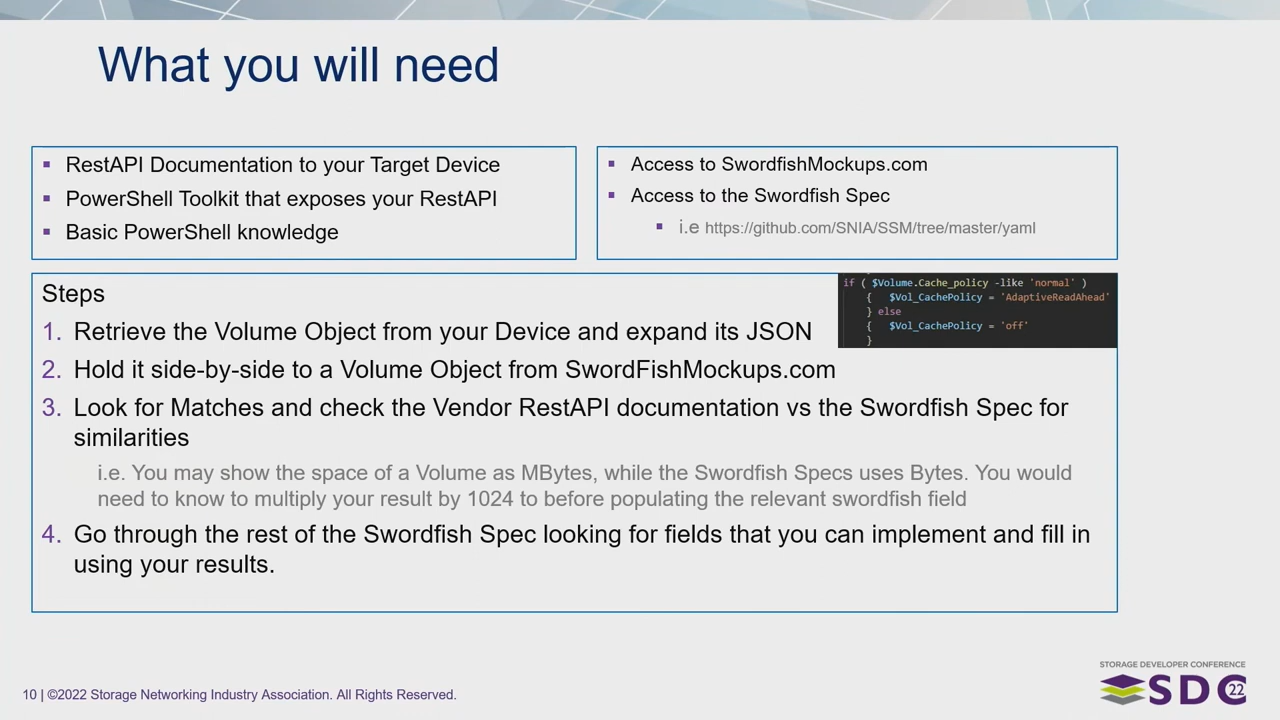 What you will need
RestAPI Documentation to your Target Device
PowerShell Toolkit that exposes your RestAPI
Basic PowerShell knowledge
Access to SwordfishMockups.com
Access to the Swordfish Spec
i.e https://github.com/SNIA/SSM/tree/master/yaml
Steps
1. Retrieve the Volume Object from your Device and expand its JSON
if ( $Volume.Cache_policy -like 'normal' )
{ $Vol_CachePolicy = 'AdaptiveReadAhead'
} else
{ $Vol_CachePolicy = 'off'
}
2. Hold it side-by-side to a Volume Object from SwordFishMockups.com
3. Look for Matches and check the Vendor RestAPI documentation vs the Swordfish Spec for
similarities
i.e. You may show the space of a Volume as MBytes, while the Swordfish Specs uses Bytes. You would
need to know to multiply your result by 1024 to before populating the relevant swordfish field
4. Go through the rest of the Swordfish Spec looking for fields that you can implement and fill in
using your results.
10 | ©2022 Storage Networking Industry Association. All Rights Reserved.
STORAGE DEVELOPER CONFERENCE
SDC 22